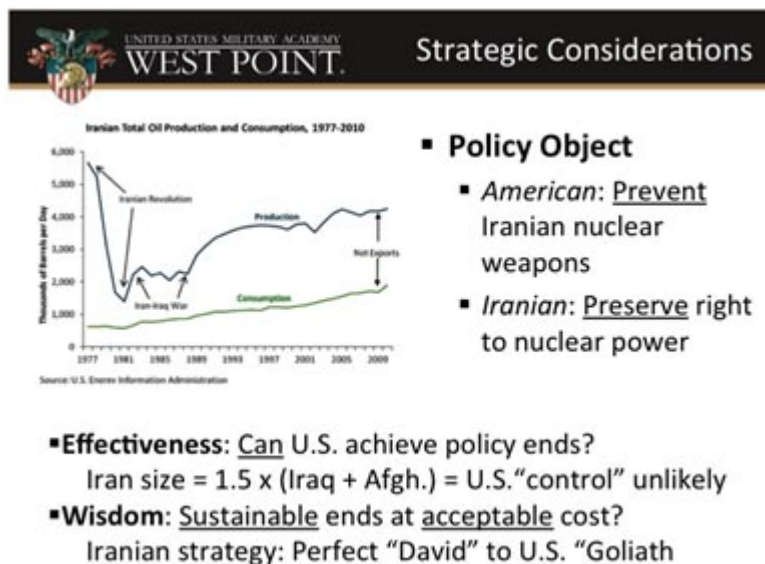 UNITED STATES MILITARY ACADEMY
WEST POINT.
Strategic Considerations
Iranian Total Oil Production and Consumption, 1977-2010
Thousands of Barrels per Day
6,000
5,000
4,000
3,000
2,000
1,000
0
Iranian Revolution
Production
Net Exports
Iran-Iraq War
Consumption
1977 1981 1985 1989 1993 1997 2001 2005 2009
Source: U.S. Energy Information Administration
▪ Policy Object
▪ American: Prevent
Iranian nuclear
weapons
▪ Iranian: Preserve right
to nuclear power
▪Effectiveness: Can U.S. achieve policy ends?
Iran size = 1.5 x (Iraq + Afgh.) = U.S.“control” unlikely
▪Wisdom: Sustainable ends at acceptable cost?
Iranian strategy: Perfect “David” to U.S. “Goliath